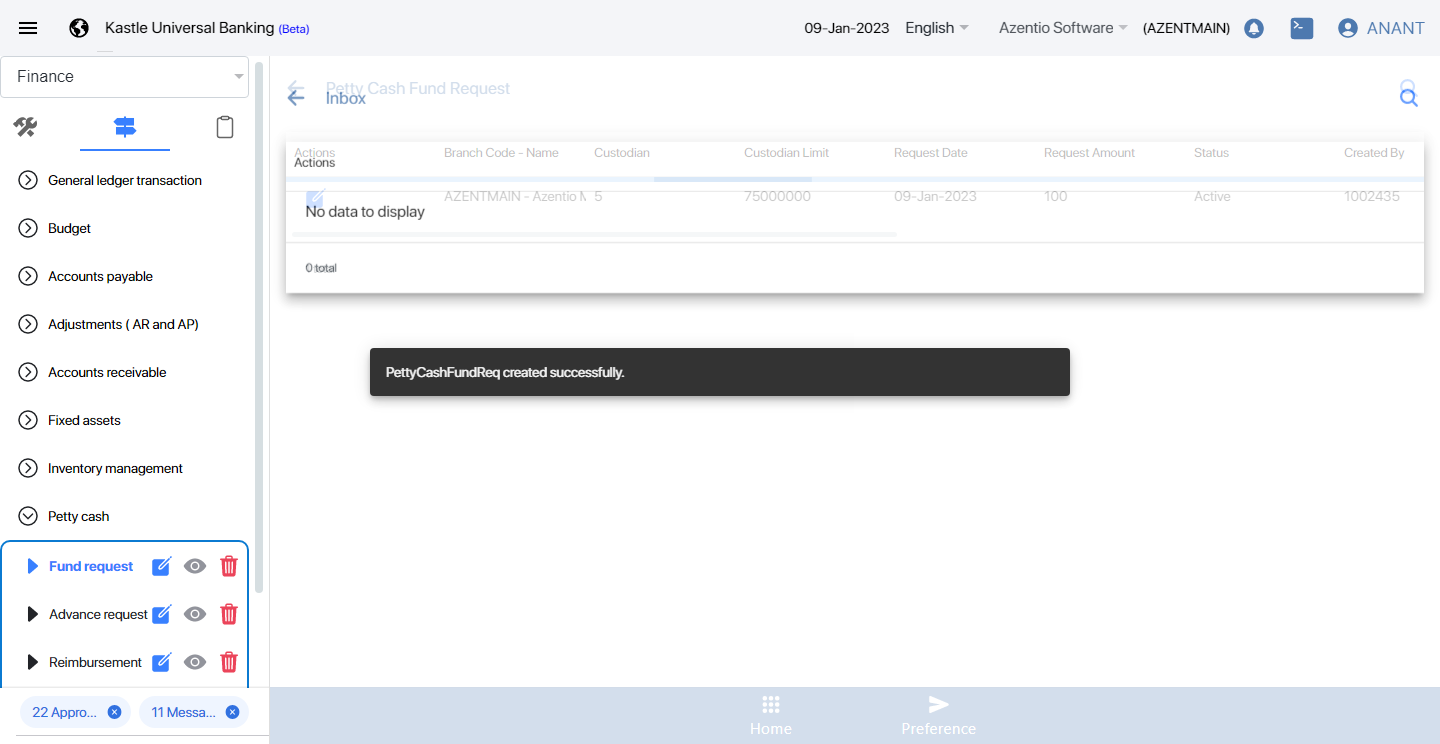 Kastle Universal Banking (Beta)
09-Jan-2023
English
Azentio Software
(AZENTMAIN)
ANANT
Finance
General ledger transaction
Budget
Accounts payable
Adjustments ( AR and AP)
Accounts receivable
Fixed assets
Inventory management
Petty cash
Fund request
Advance request
Reimbursement
22 Appro...
11 Messa...
Petty Cash Fund Request
Inbox
Actions Branch Code - Name Custodian Custodian Limit Request Date Request Amount Status Created By
Actions
AZENTMAIN - Azentio M 5 75000000 09-Jan-2023 100 Active 1002435
No data to display
0 total
PettyCashFundReq created successfully.
Home
Preference